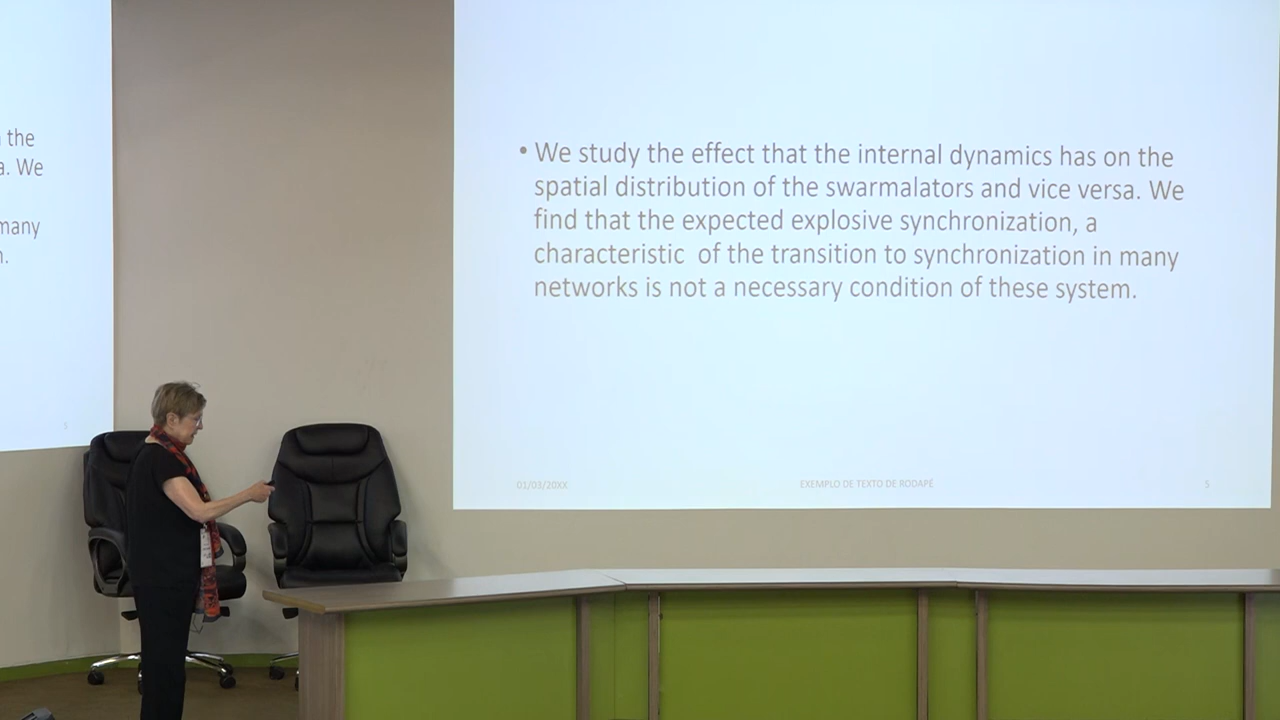 the
a. We
many
• We study the effect that the internal dynamics has on the
spatial distribution of the swarmalators and vice versa. We
find that the expected explosive synchronization, a
characteristic of the transition to synchronization in many
networks is not a necessary condition of these system.
01/03/20XX
EXEMPLO DE TEXTO DE RODAPÉ
5
5